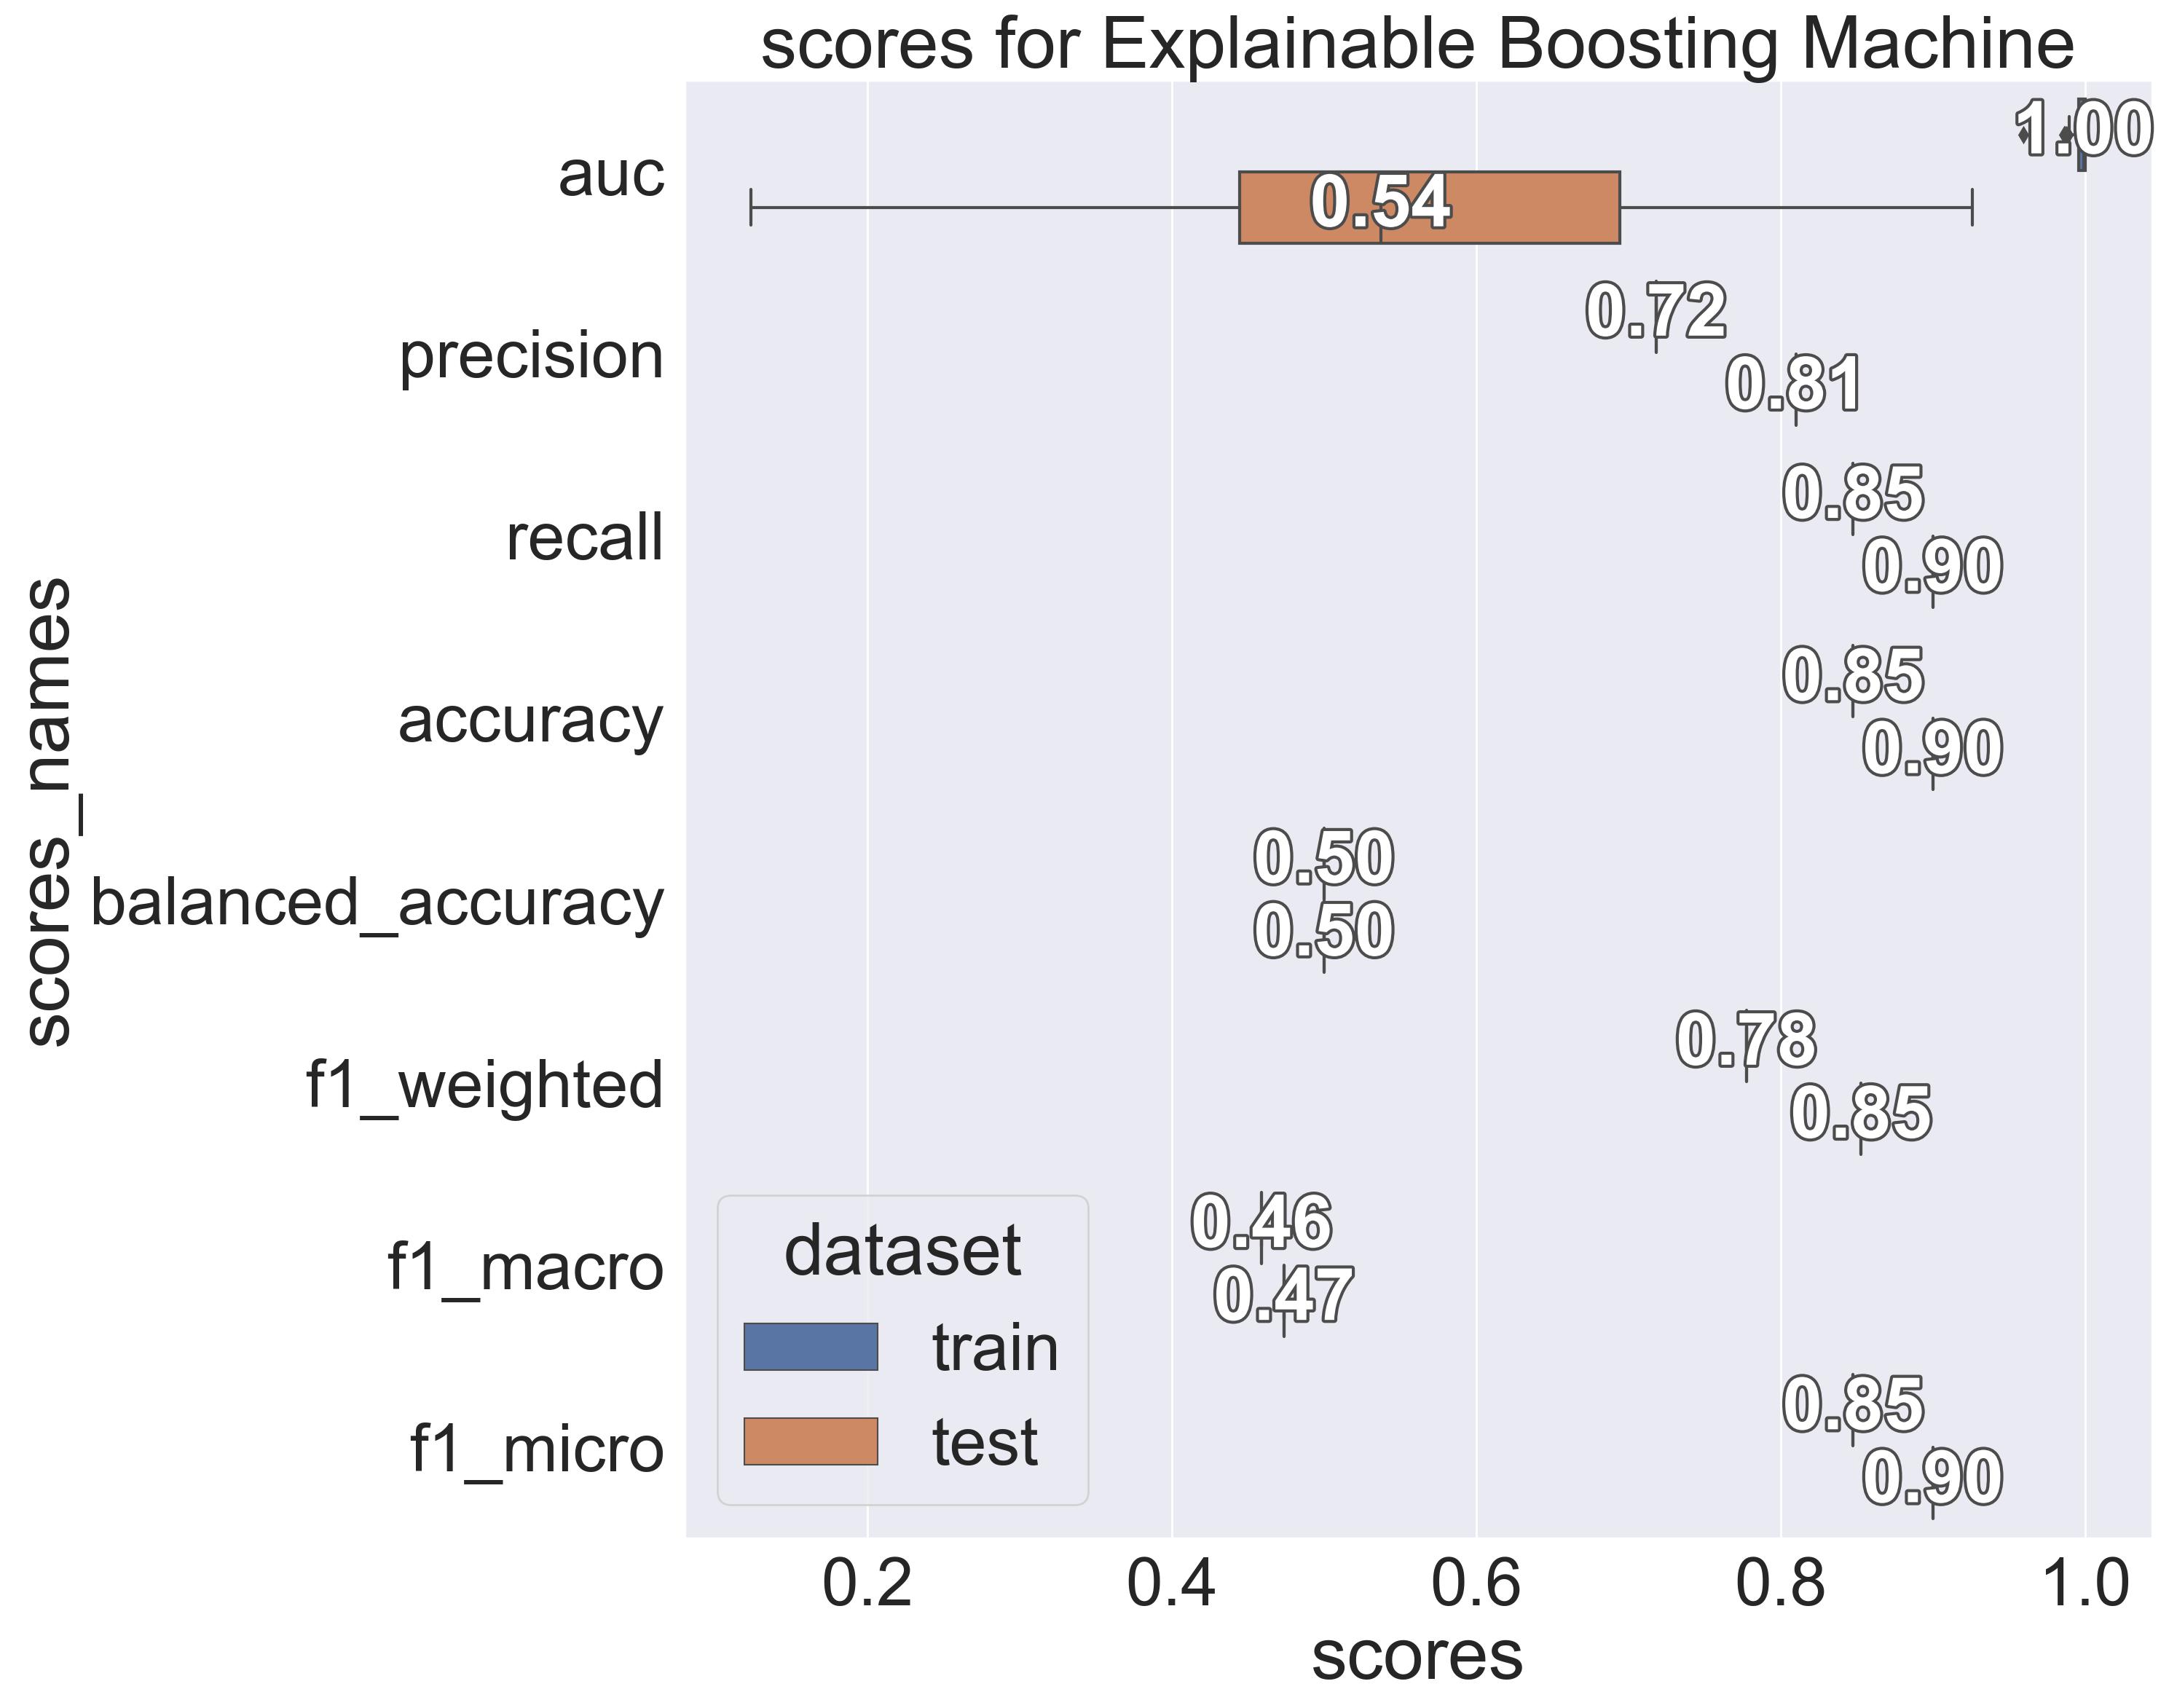 scores for Explainable Boosting Machine
auc
1.00
0.54
precision
0.72
0.81
recall
0.85
0.90
accuracy
0.85
0.90
balanced_accuracy
0.50
0.50
f1_weighted
0.78
0.85
f1_macro
0.46
0.47
f1_micro
0.85
0.90
scores_names
dataset
train
test
0.2 0.4 0.6 0.8 1.0
scores